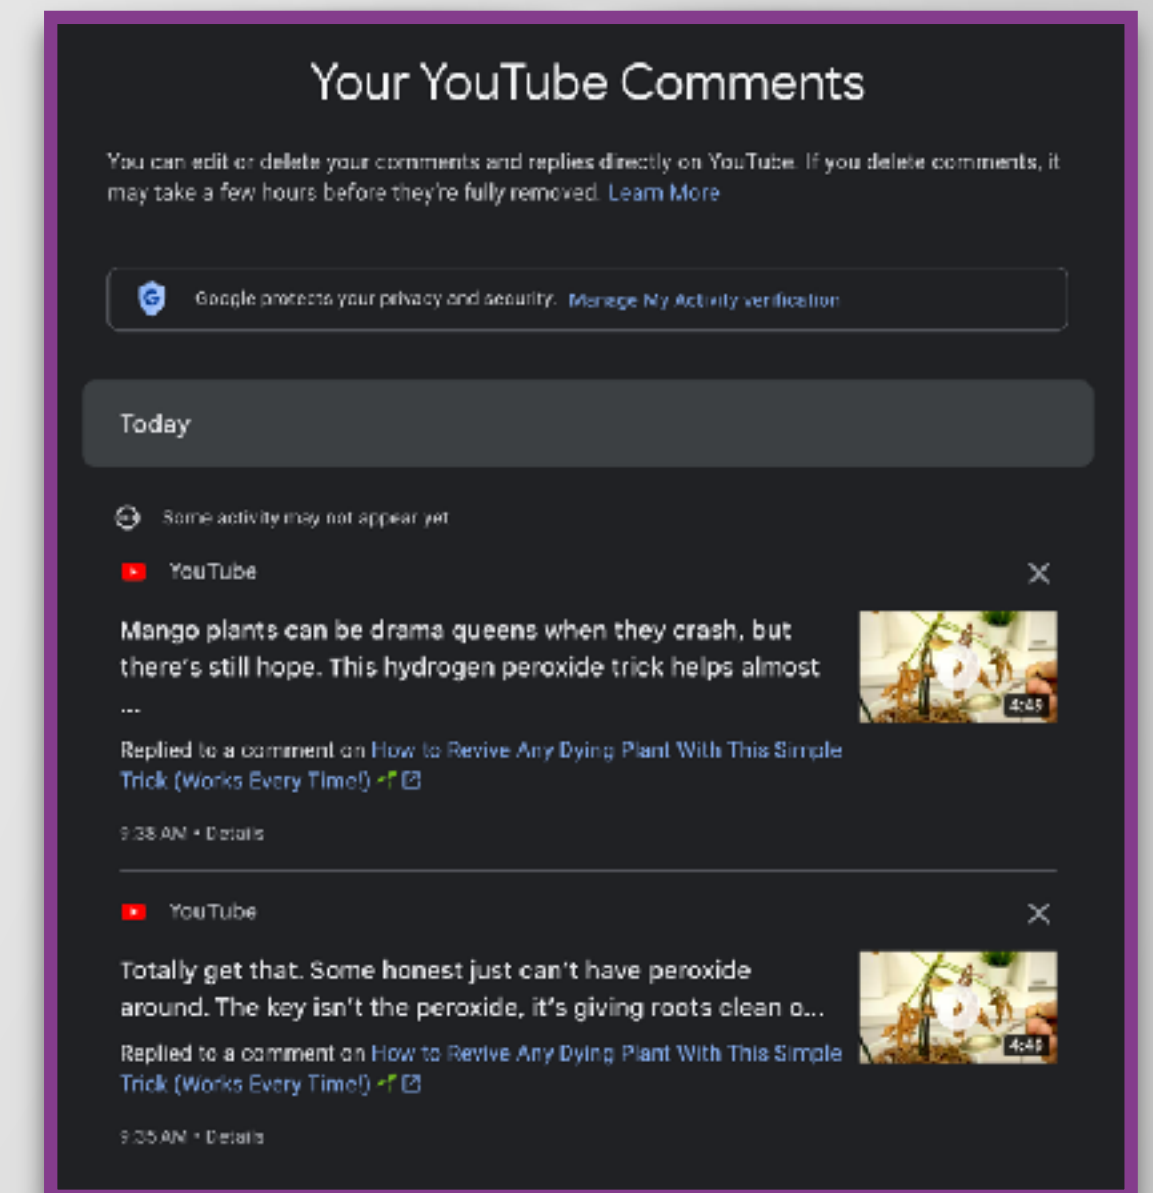 Your YouTube Comments
You can edit or delete your comments and replies directly on YouTube. If you delete comments, it
may take a few hours before they're fully removed. Learn More
Google protects your privacy and security. Manage My Activity verification
Today
Some activity may not appear yet
YouTube
Mango plants can be drama queens when they crash, but
there's still hope. This hydrogen peroxide trick helps almost
...
4:49
Replied to a comment on How to Revive Any Dying Plant With This Simple
Trick (Works Every Time!)
9:38 AM • Details
YouTube
Totally get that. Some honest just can't have peroxide
around. The key isn't the peroxide, it's giving roots clean o...
4:49
Replied to a comment on How to Revive Any Dying Plant With This Simple
Trick (Works Every Time!)
9:35 AM • Details